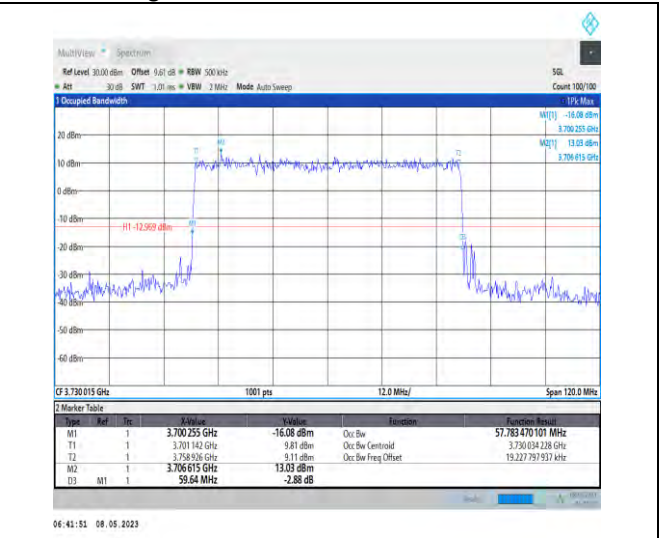 MultiView Spectrum
Ref Level 30.00 dBm Offset 9.61 dB RBW 500 kHz SGL
Att 30 dB SWT 1.01 ms VBW 2 MHz Mode Auto Sweep Count 100/100
1 Occupied Bandwidth 1Pk Max
M1[1] -16.08 dBm
3.700 255 GHz
M2[1] 13.03 dBm
3.706 615 GHz
20 dBm
10 dBm
0 dBm
-10 dBm
H1 -12.969 dBm
-20 dBm
-30 dBm
-40 dBm
-50 dBm
-60 dBm
T1
M2
T2
M1
D3
CF 3.730 015 GHz 1001 pts 12.0 MHz/ Span 120.0 MHz
2 Marker Table
Type Ref Trc X-Value Y-Value Function Function Result
M1 1 3.700 255 GHz -16.08 dBm Occ Bw 57.783 470 101 MHz
T1 1 3.701 142 GHz 9.81 dBm Occ Bw Centroid 3.730 034 228 GHz
T2 1 3.758 926 GHz 9.11 dBm Occ Bw Freq Offset 19.227 797 937 kHz
M2 1 3.706 615 GHz 13.03 dBm
D3 M1 1 59.64 MHz -2.88 dB
06:41:51 08.05.2023